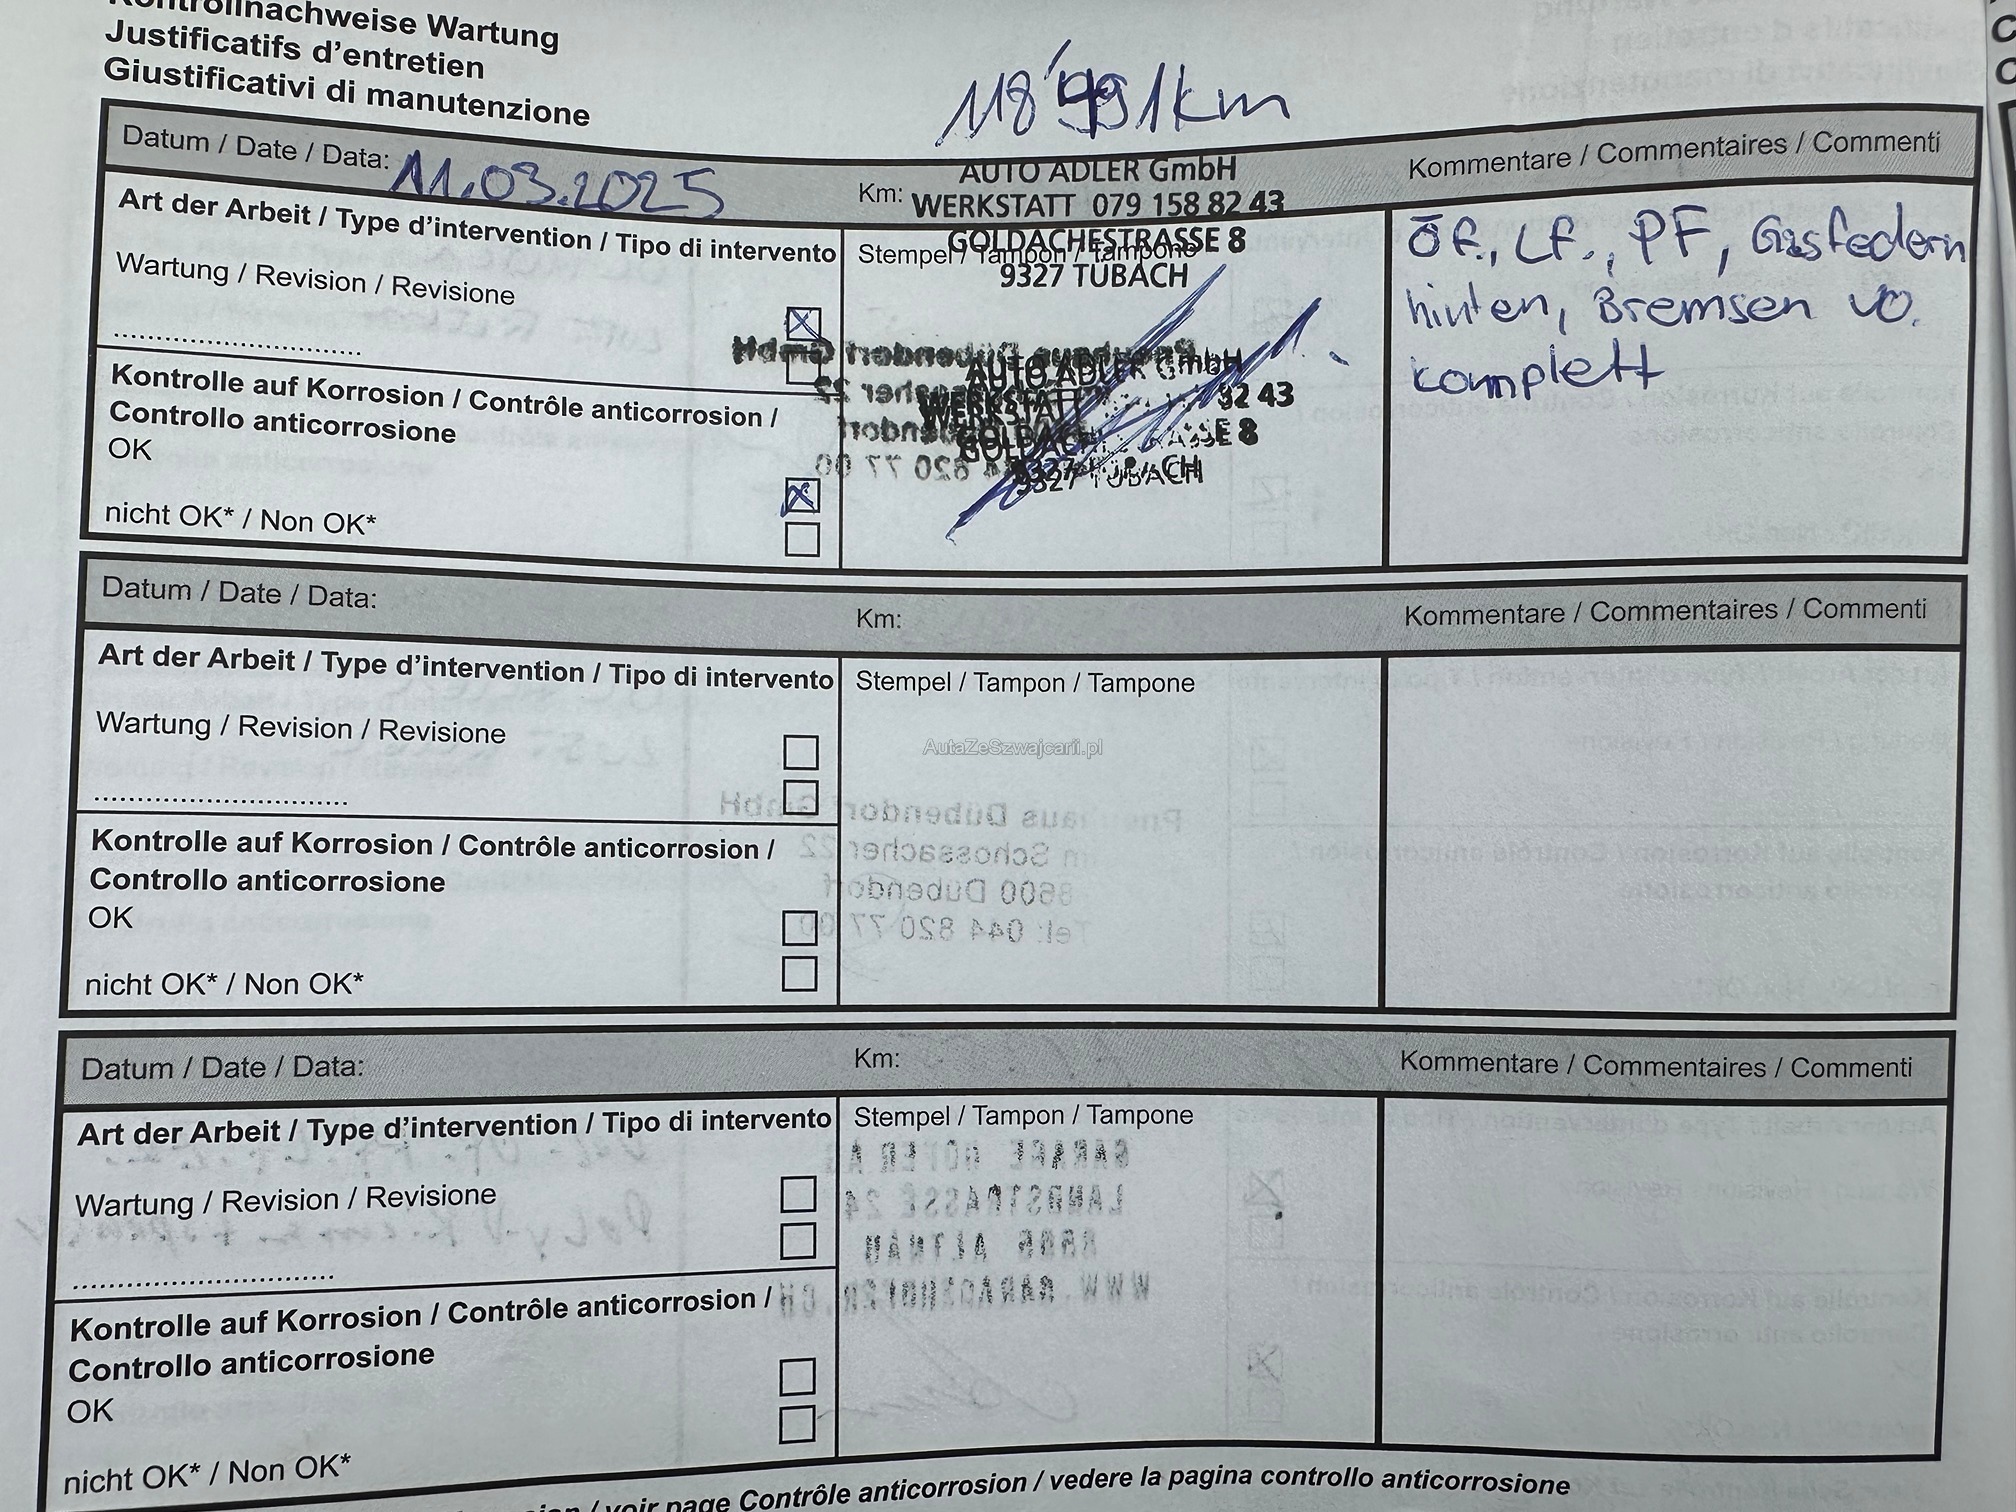 Kontrollnachweise Wartung
Justificatifs d'entretien
Giustificativi di manutenzione
Datum / Date / Data: 11.03.2025
Km:
AUTO ADLER GmbH
WERKSTATT 079 158 82 43
GOLDACHESTRASSE 8
9327 TÜBACH
Kommentare / Commentaires / Commenti
Art der Arbeit / Type d'intervention / Tipo di intervento
Stempel / Tampon / Tampone
Öf., Lf., PF, Gasfedern
hinten, Bremsen vo.
komplett
Wartung / Revision / Revisione
AUTO ADLER GmbH
WERKSTATT 82 43
9327 TÜBACH
Kontrolle auf Korrosion / Contrôle anticorrosion /
Controllo anticorrosione
OK
nicht OK* / Non OK*
Datum / Date / Data:
Km:
Kommentare / Commentaires / Commenti
Art der Arbeit / Type d'intervention / Tipo di intervento
Stempel / Tampon / Tampone
Wartung / Revision / Revisione
AutaZeSzwajcarii.pl
Kontrolle auf Korrosion / Contrôle anticorrosion /
Controllo anticorrosione
OK
nicht OK* / Non OK*
Datum / Date / Data:
Km:
Kommentare / Commentaires / Commenti
Art der Arbeit / Type d'intervention / Tipo di intervento
Stempel / Tampon / Tampone
Wartung / Revision / Revisione
Kontrolle auf Korrosion / Contrôle anticorrosion /
Controllo anticorrosione
OK
nicht OK* / Non OK*
/ voir page Contrôle anticorrosion / vedere la pagina controllo anticorrosione